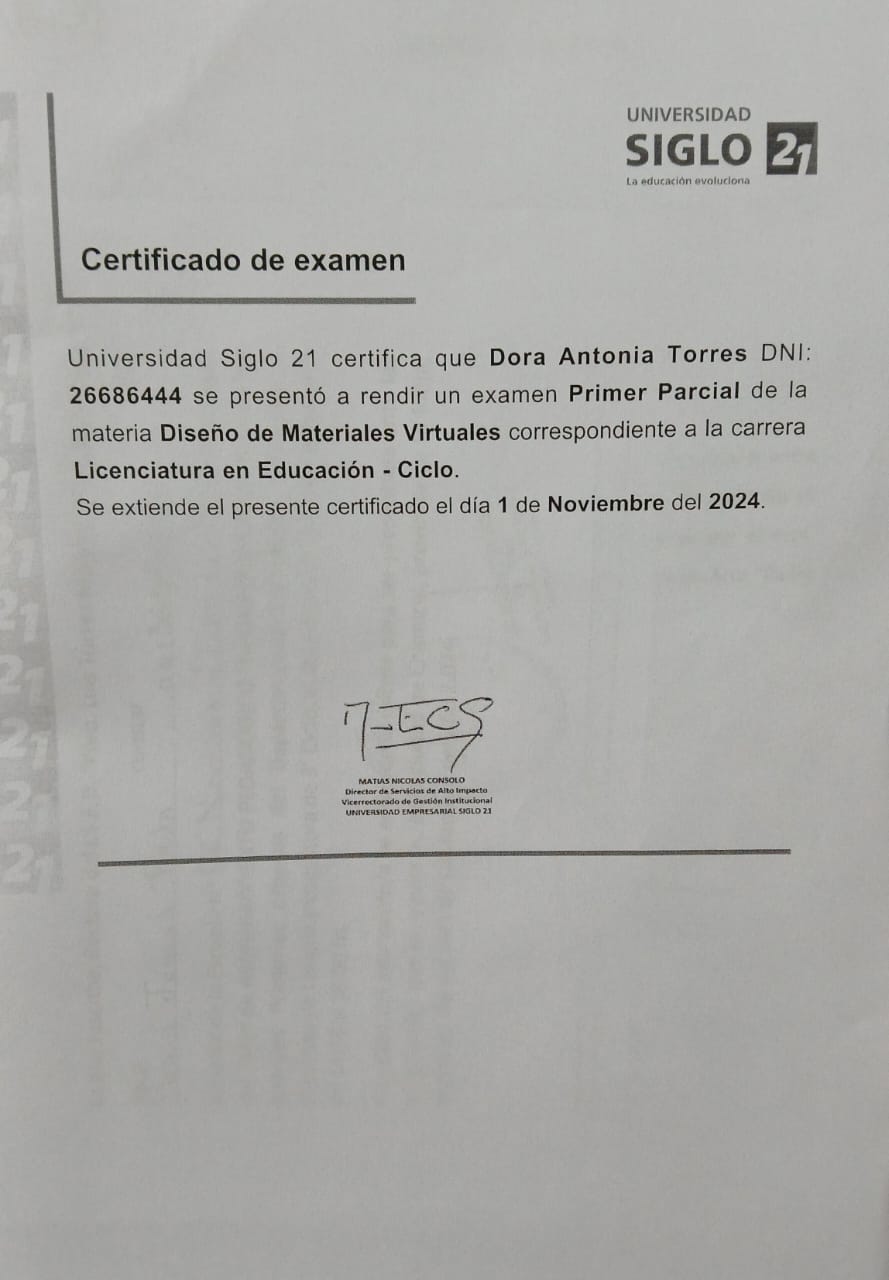 UNIVERSIDAD
SIGLO 21
La educación evoluciona
Certificado de examen
Universidad Siglo 21 certifica que Dora Antonia Torres DNI:
26686444 se presentó a rendir un examen Primer Parcial de la
materia Diseño de Materiales Virtuales correspondiente a la carrera
Licenciatura en Educación - Ciclo.
Se extiende el presente certificado el día 1 de Noviembre del 2024.
MATIAS NICOLAS CONSOLO
Director de Servicios de Alto Impacto
Vicerrectorado de Gestión Institucional
UNIVERSIDAD EMPRESARIAL SIGLO 21